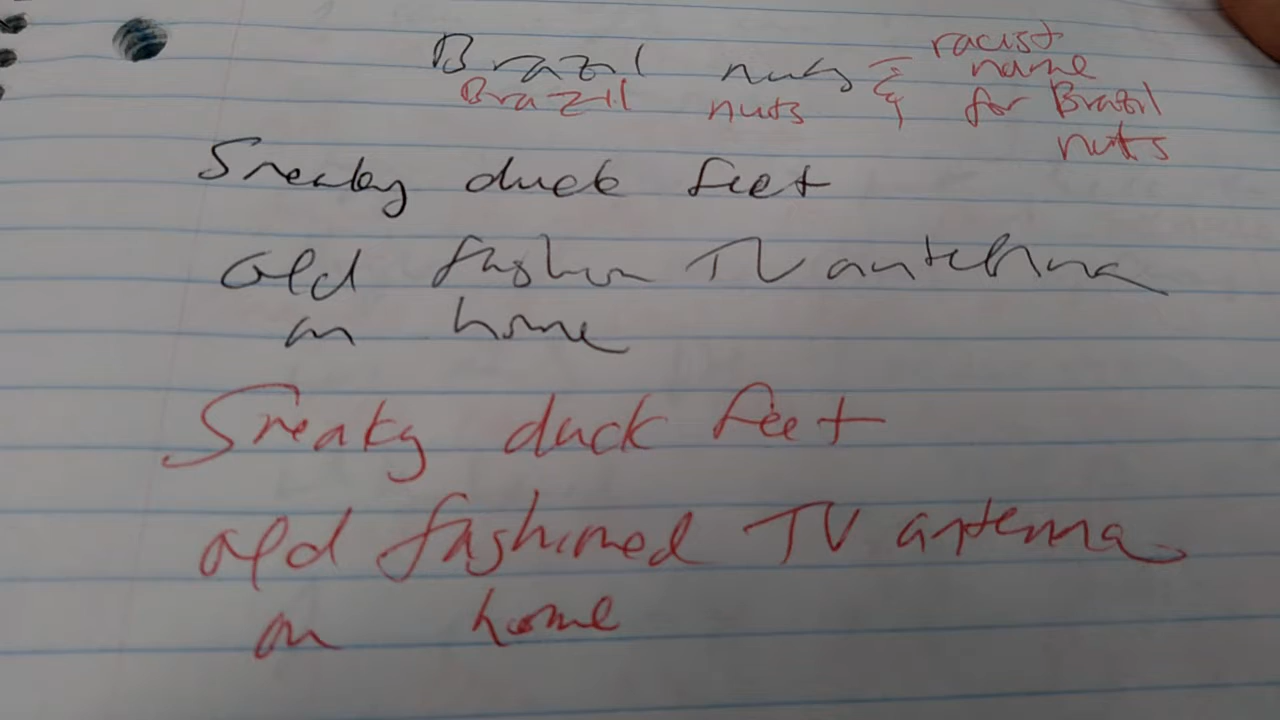 Brazil nuts & racist
Brazil nuts name
for Brazil
nuts
Sneaky duck feet
old fashion TV antenna
on home
Sneaky duck feet
old fashioned TV antenna
on home